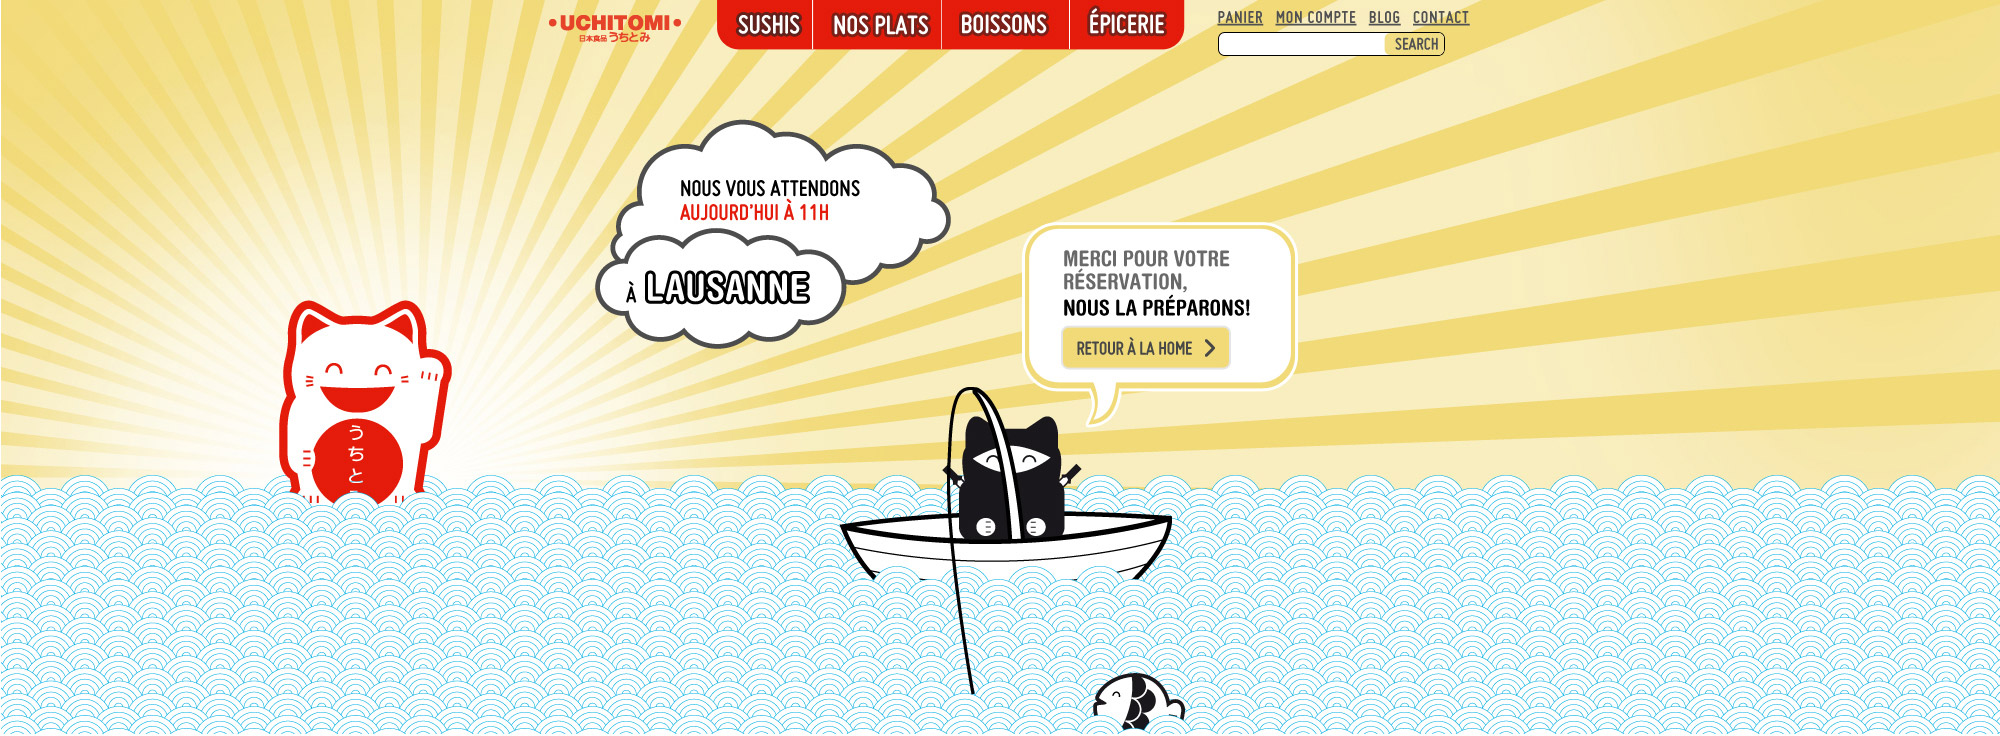 •UCHITOMI•
日本食品 うちとみ
SUSHIS
NOS PLATS
BOISSONS
ÉPICERIE
PANIER
MON COMPTE
BLOG
CONTACT
SEARCH
NOUS VOUS ATTENDONS
AUJOURD'HUI À 11H
À LAUSANNE
MERCI POUR VOTRE
RÉSERVATION,
NOUS LA PRÉPARONS!
RETOUR À LA HOME
うちと